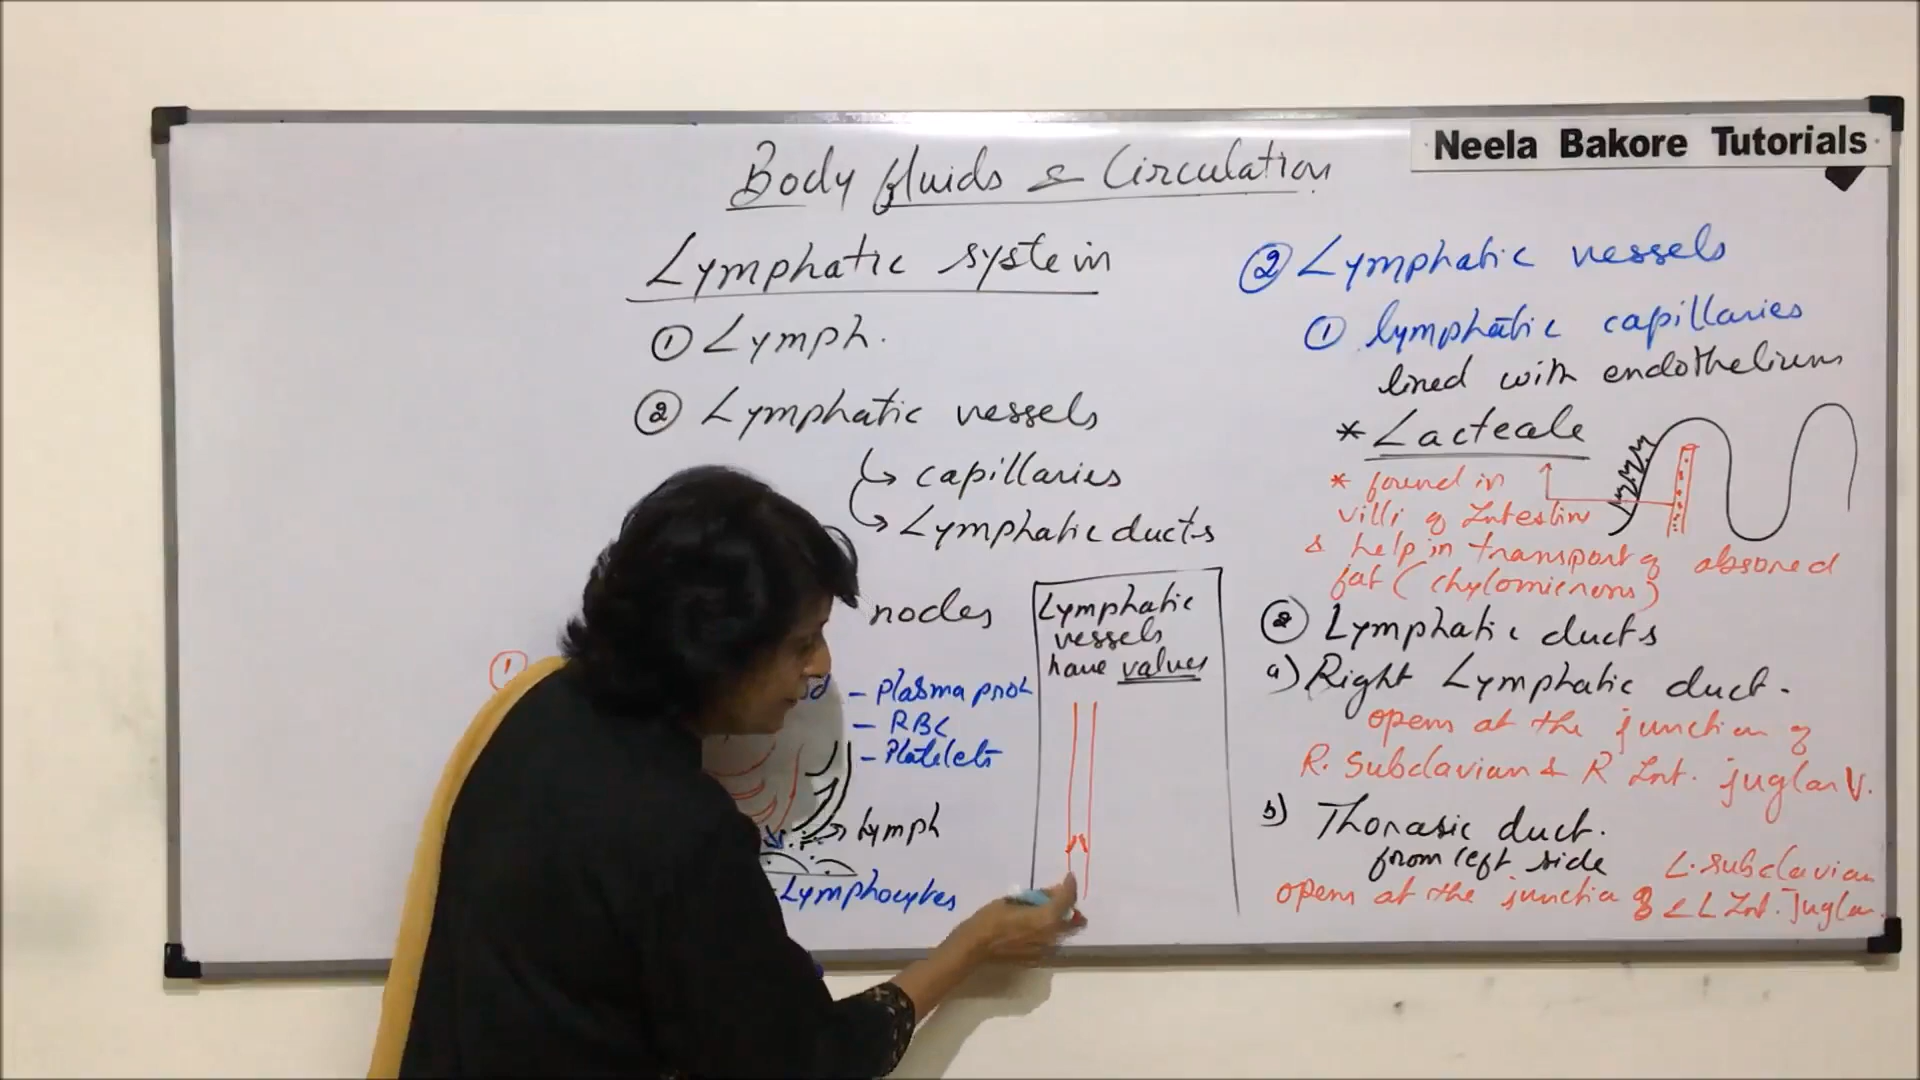 Neela Bakore Tutorials
Body fluids & Circulation
Lymphatic system
① Lymph.
② Lymphatic vessels
capillaries
Lymphatic ducts
nodes
①
- Plasma prot
- RBC
- Platelets
Lymph
Lymphocytes
Lymphatic
vessels
have valves
② Lymphatic vessels
① lymphatic capillaries
lined with endothelium
* Lacteale
* found in
villi of Intestine
& help in transport of absored
fat (chylomicrons)
② Lymphatic ducts
a) Right Lymphatic duct.
opens at the junction of
R. Subclavian & R Int. juglar V.
b) Thorasic duct.
from left side
opens at the junction of L. subclavian
& L Int. Juglar